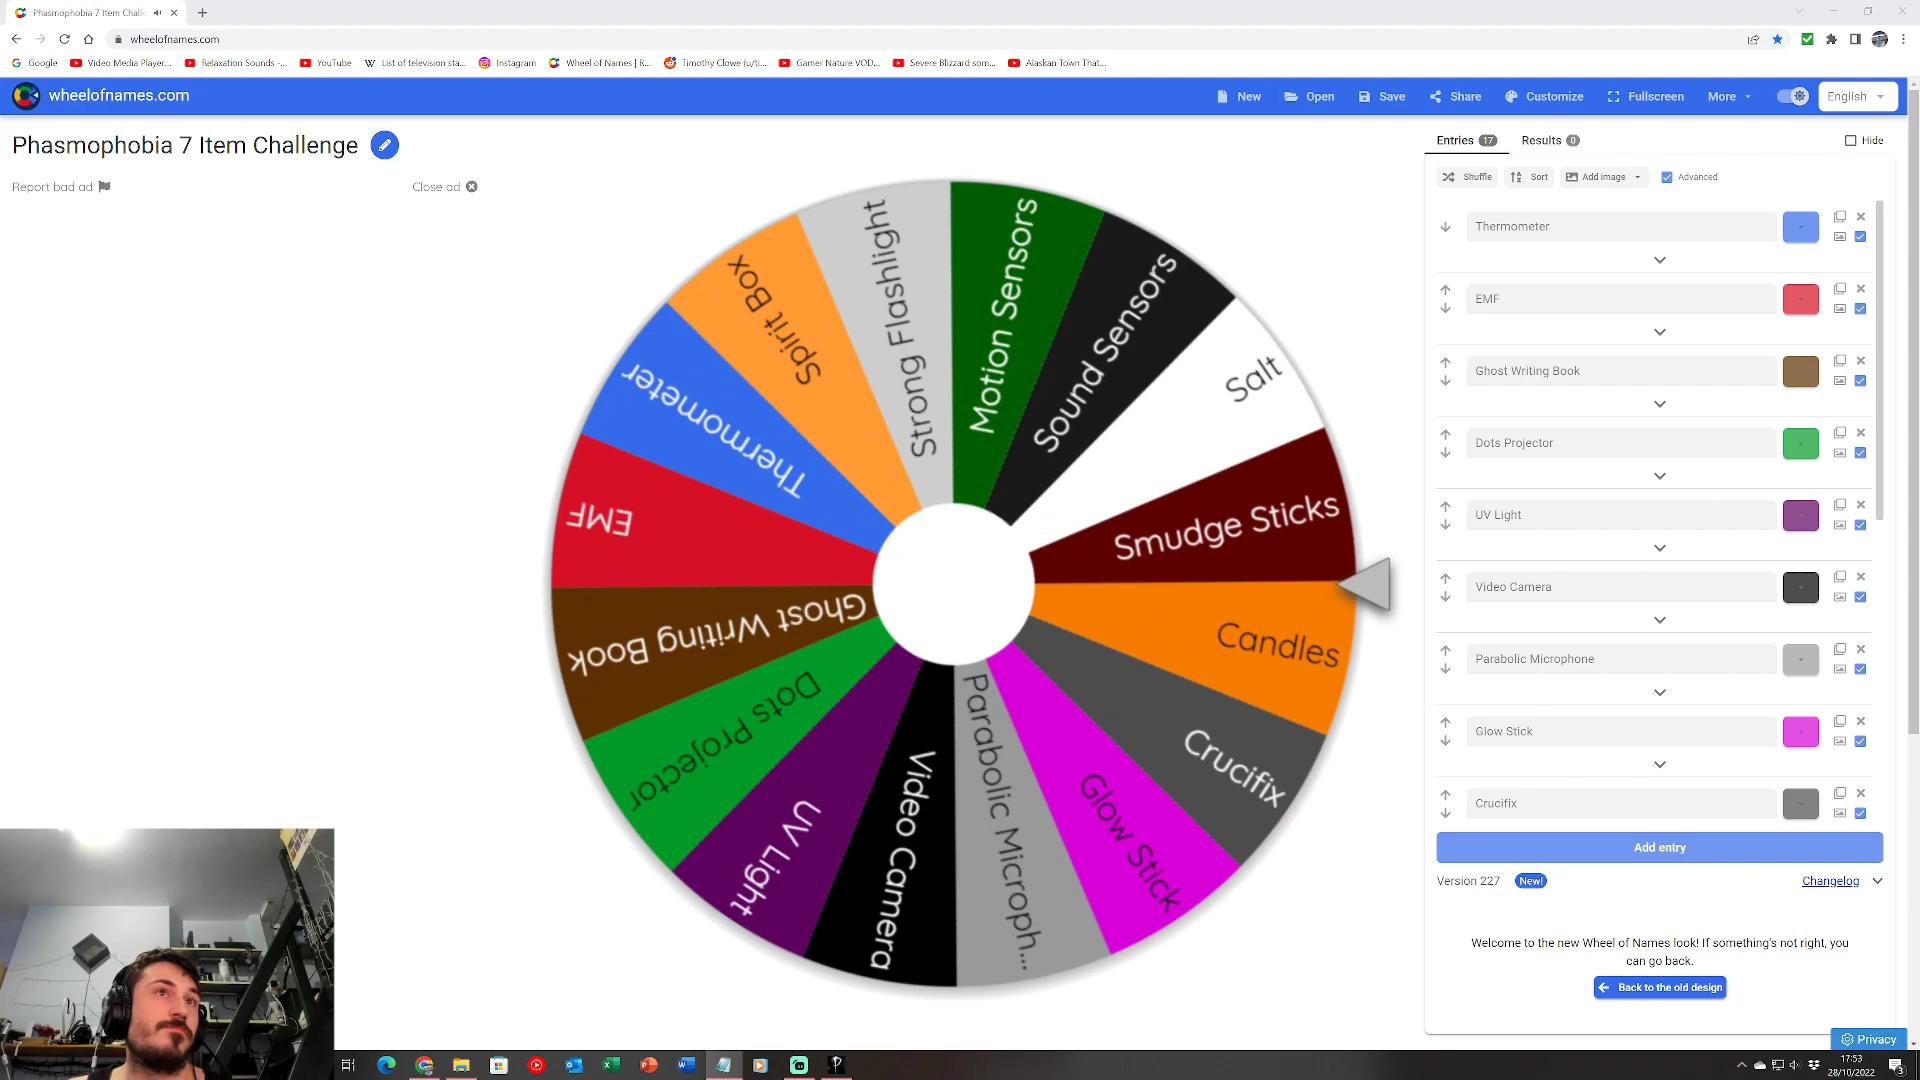 Phasmophobia 7 Item Challe
wheelofnames.com
Google
Video Media Player...
Relaxation Sounds -...
YouTube
List of television sta...
Instagram
Wheel of Names | R...
Timothy Clowe (u/ti...
Gamer Nature VOD...
Severe Blizzard som...
Alaskan Town That...
wheelofnames.com
New
Open
Save
Share
Customize
Fullscreen
More
English
Phasmophobia 7 Item Challenge
Report bad ad
Close ad
Strong Flashlight
Motion Sensors
Sound Sensors
Salt
Smudge Sticks
Candles
Crucifix
Glow Stick
Parabolic Microph...
Video Camera
UV Light
Dots Projector
Ghost Writing Book
EMF
Thermometer
Spirit Box
Entries 17
Results 0
Hide
Shuffle
Sort
Add image
Advanced
Thermometer
EMF
Ghost Writing Book
Dots Projector
UV Light
Video Camera
Parabolic Microphone
Glow Stick
Crucifix
Add entry
Version 227
New!
Changelog
Welcome to the new Wheel of Names look! If something's not right, you
can go back.
Back to the old design
Privacy
17:53
28/10/2022
3